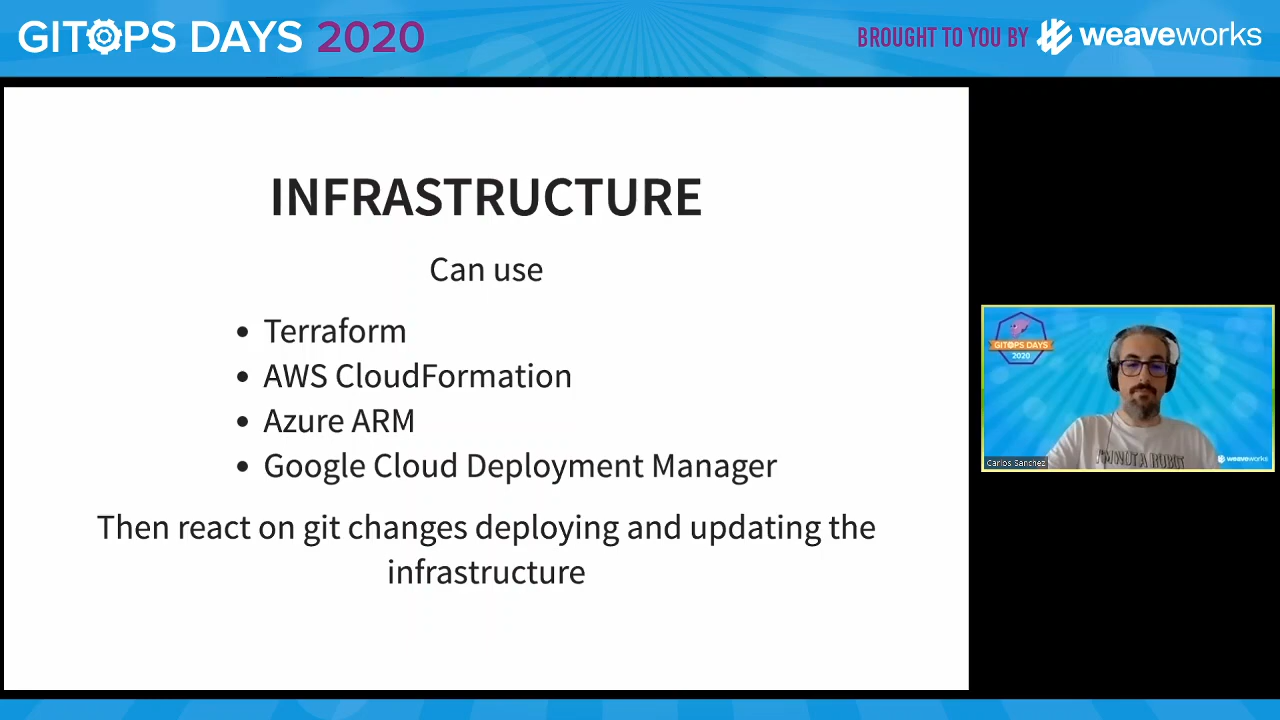 GITOPS DAYS 2020
BROUGHT TO YOU BY weaveworks
INFRASTRUCTURE
Can use
• Terraform
• AWS CloudFormation
• Azure ARM
• Google Cloud Deployment Manager
Then react on git changes deploying and updating the
infrastructure
GITOPS DAYS
2020
Carlos Sanchez
weaveworks